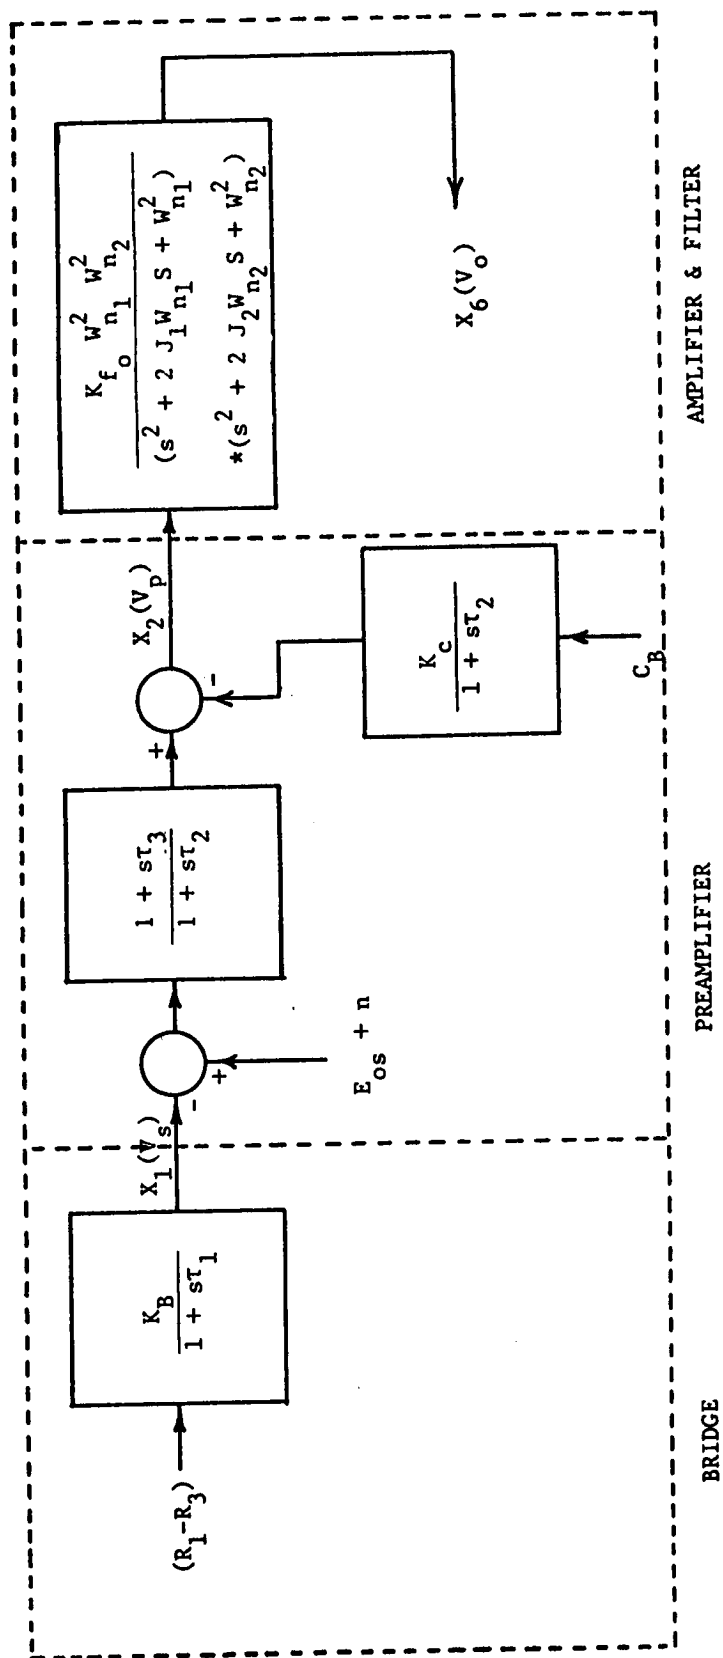 (R1-R3)
KB
1 + sτ1
X1(Vs)
-
+
Eos + n
1 + sτ3
1 + sτ2
+
-
X2(Vp)
Kc
1 + sτ2
CB
Kfo W²n1 W²n2
(s² + 2 J1Wn1 S + W²n1)
*(s² + 2 J2Wn2 S + W²n2)
X6(Vo)
BRIDGE
PREAMPLIFIER
AMPLIFIER & FILTER